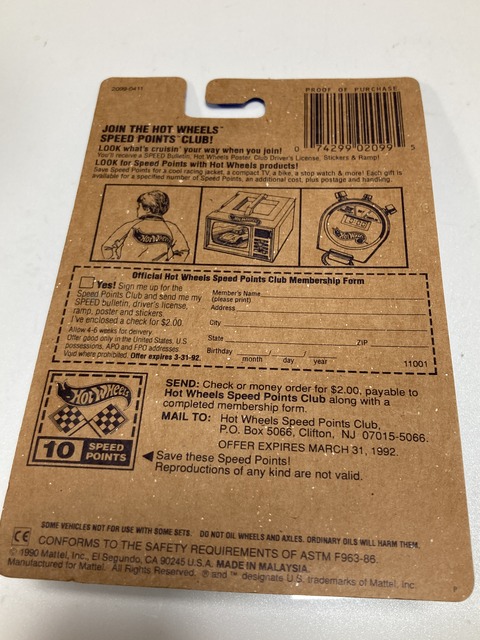 2099-0411
PROOF OF PURCHASE
0 74299 02099 5
JOIN THE HOT WHEELS™
SPEED POINTS™ CLUB!
LOOK what's cruisin' your way when you join!
You'll receive a SPEED Bulletin, Hot Wheels Poster, Club Driver's License, Stickers & Ramp!
LOOK for Speed Points with Hot Wheels products!
Save Speed Points for a cool racing jacket, a compact TV, a bike, a stop watch & more! Each gift is
available for a specified number of Speed Points, an additional cost, plus postage and handling.
Hot Wheels
Hot Wheels
Official Hot Wheels Speed Points Club Membership Form
Yes! Sign me up for the
Speed Points Club and send me my
SPEED bulletin, driver's license,
ramp, poster and stickers.
I've enclosed a check for $2.00.
Allow 4-6 weeks for delivery.
Offer good only in the United States, U.S.
possessions, APO and FPO addresses.
Void where prohibited. Offer expires 3-31-92.
Member's Name
(please print)
Address
City
State ZIP
Birthday / /
month day year
11001
HOT WHEELS
10 SPEED
POINTS
SEND: Check or money order for $2.00, payable to
Hot Wheels Speed Points Club along with a
completed membership form.
MAIL TO: Hot Wheels Speed Points Club,
P.O. Box 5066, Clifton, NJ 07015-5066.
OFFER EXPIRES MARCH 31, 1992.
Save these Speed Points!
Reproductions of any kind are not valid.
SOME VEHICLES NOT FOR USE WITH SOME SETS. DO NOT OIL WHEELS AND AXLES. ORDINARY OILS WILL HARM THEM.
CE CONFORMS TO THE SAFETY REQUIREMENTS OF ASTM F963-86.
© 1990 Mattel, Inc., El Segundo, CA 90245 U.S.A. MADE IN MALAYSIA.
Manufactured for Mattel. All Rights Reserved. ® and ™ designate U.S. trademarks of Mattel, Inc.